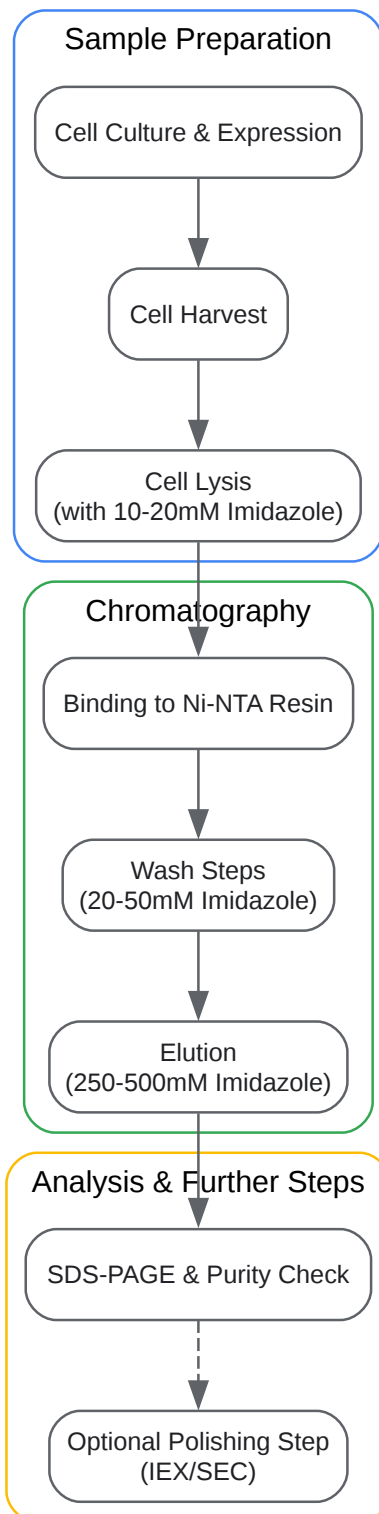 Sample Preparation
Cell Culture & Expression
Cell Harvest
Cell Lysis
(with 10-20mM Imidazole)
Chromatography
Binding to Ni-NTA Resin
Wash Steps
(20-50mM Imidazole)
Elution
(250-500mM Imidazole)
Analysis & Further Steps
SDS-PAGE & Purity Check
Optional Polishing Step
(IEX/SEC)